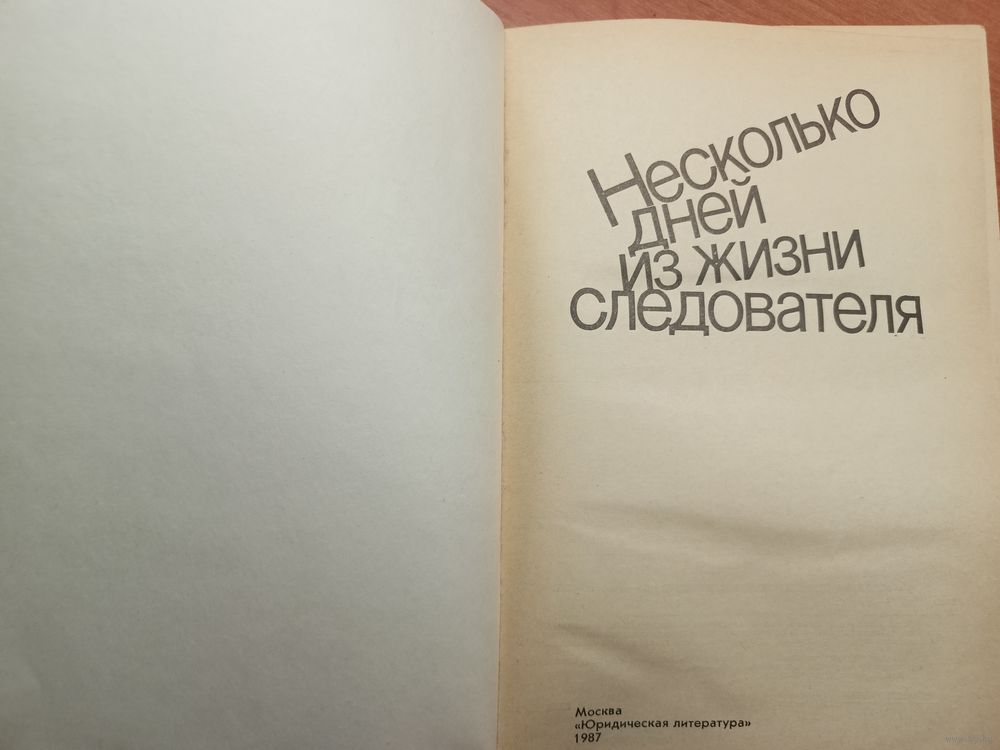 Несколько
дней
из жизни
следователя
Москва
«Юридическая литература»
1987